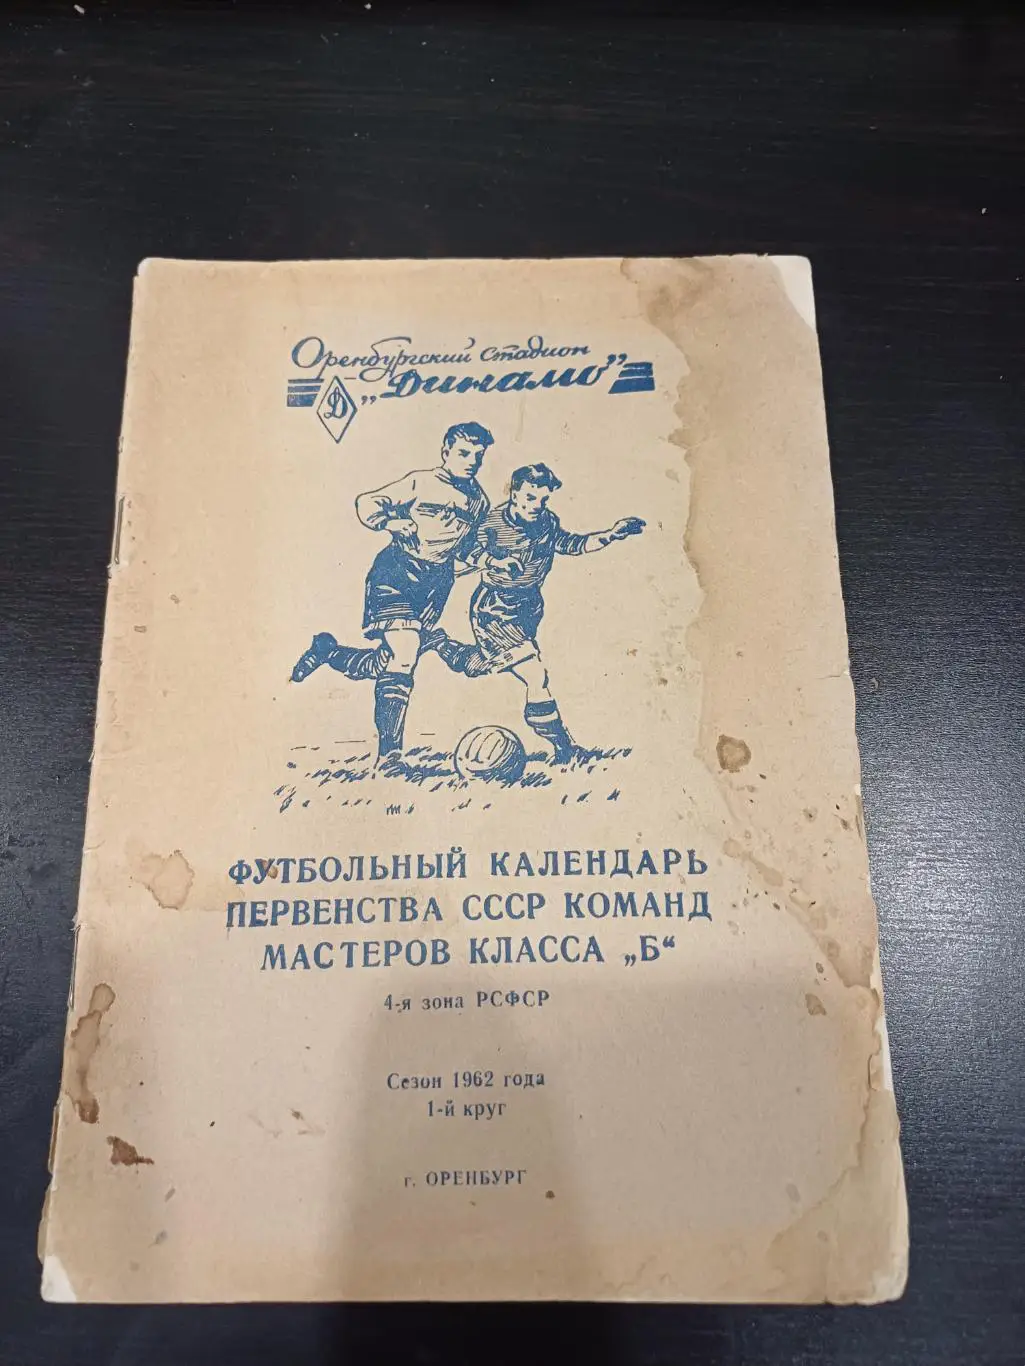 Оренбургский стадион
Д „Динамо"
ФУТБОЛЬНЫЙ КАЛЕНДАРЬ
ПЕРВЕНСТВА СССР КОМАНД
МАСТЕРОВ КЛАССА „Б“
4-я зона РСФСР
Сезон 1962 года
1-й круг
г. ОРЕНБУРГ